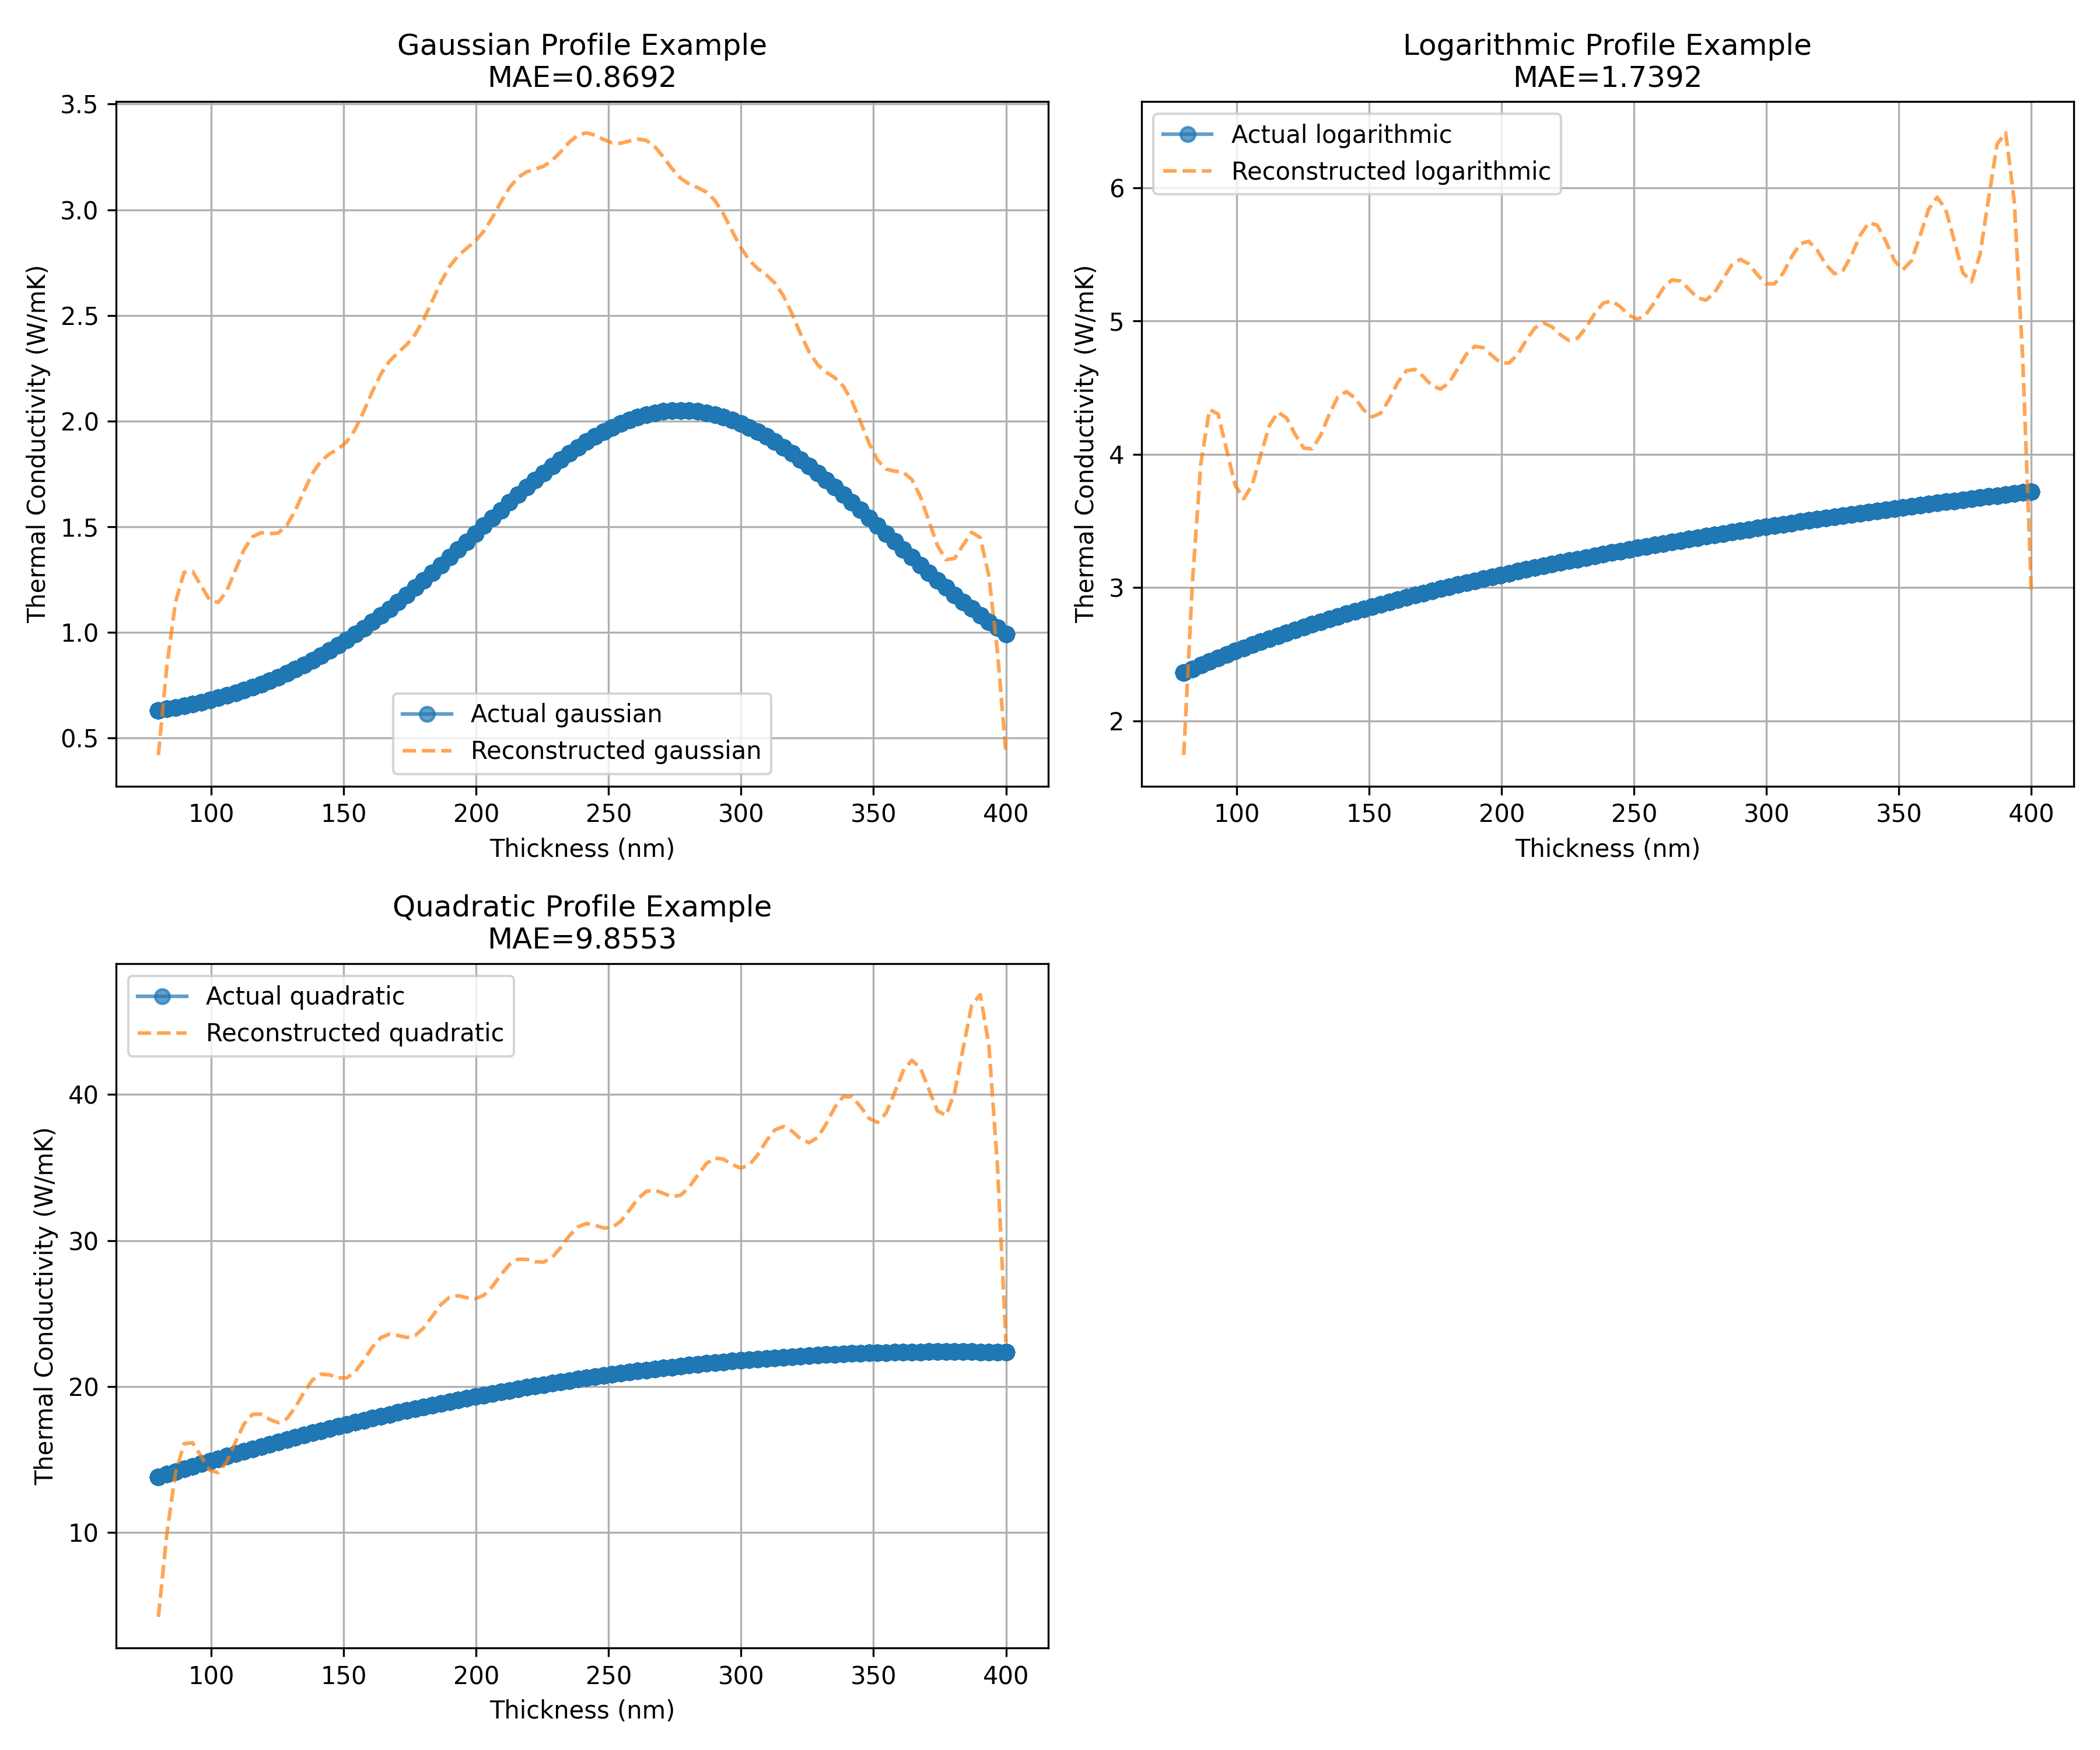 Gaussian Profile Example
MAE=0.8692
3.5
3.0
2.5
2.0
1.5
1.0
0.5
Thermal Conductivity (W/mK)
Actual gaussian
Reconstructed gaussian
100 150 200 250 300 350 400
Thickness (nm)
Logarithmic Profile Example
MAE=1.7392
Actual logarithmic
Reconstructed logarithmic
6
5
4
3
2
Thermal Conductivity (W/mK)
100 150 200 250 300 350 400
Thickness (nm)
Quadratic Profile Example
MAE=9.8553
Actual quadratic
Reconstructed quadratic
40
30
20
10
Thermal Conductivity (W/mK)
100 150 200 250 300 350 400
Thickness (nm)